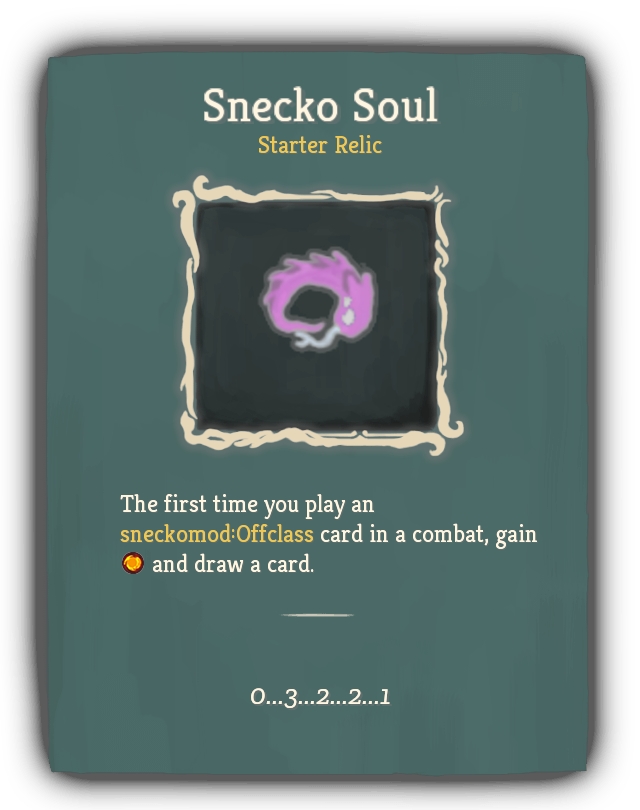 Snecko Soul
Starter Relic
The first time you play an
sneckomod:Offclass card in a combat, gain
and draw a card.
0...3...2...2...1